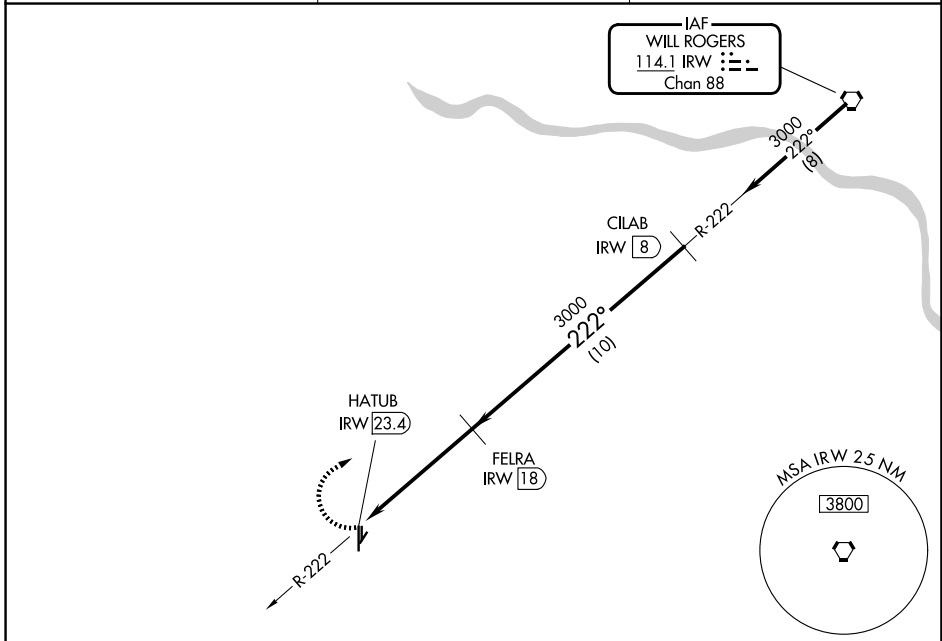 IAF
WILL ROGERS
114.1 IRW
Chan 88
3000
222°
(8)
R-222
CILAB
IRW 8
3000
222°
(10)
HATUB
IRW 23.4
FELRA
IRW 18
R-222
MSA IRW 25 NM
3800